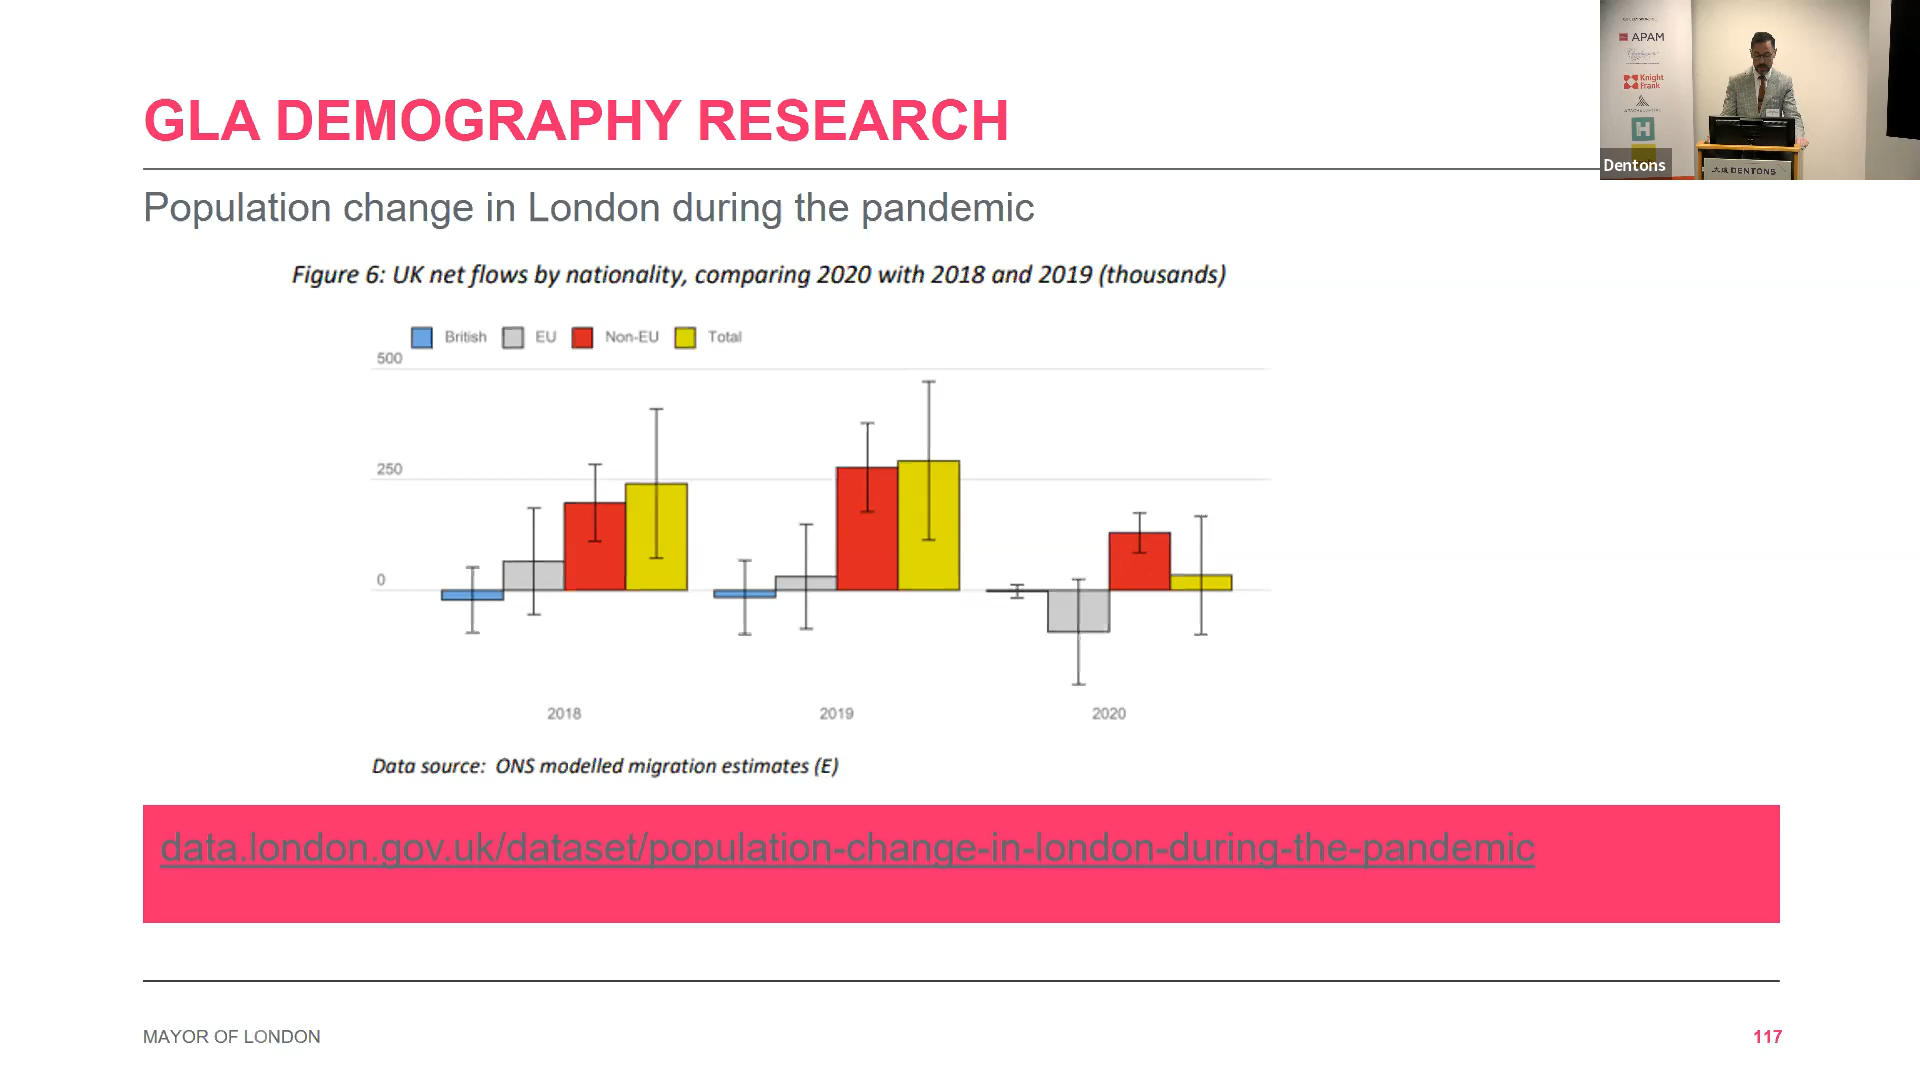 APAM
Knight
Frank
H
Dentons
DENTONS
GLA DEMOGRAPHY RESEARCH
Population change in London during the pandemic
Figure 6: UK net flows by nationality, comparing 2020 with 2018 and 2019 (thousands)
British EU Non-EU Total
500
250
0
2018 2019 2020
Data source: ONS modelled migration estimates (E)
data.london.gov.uk/dataset/population-change-in-london-during-the-pandemic
MAYOR OF LONDON
117